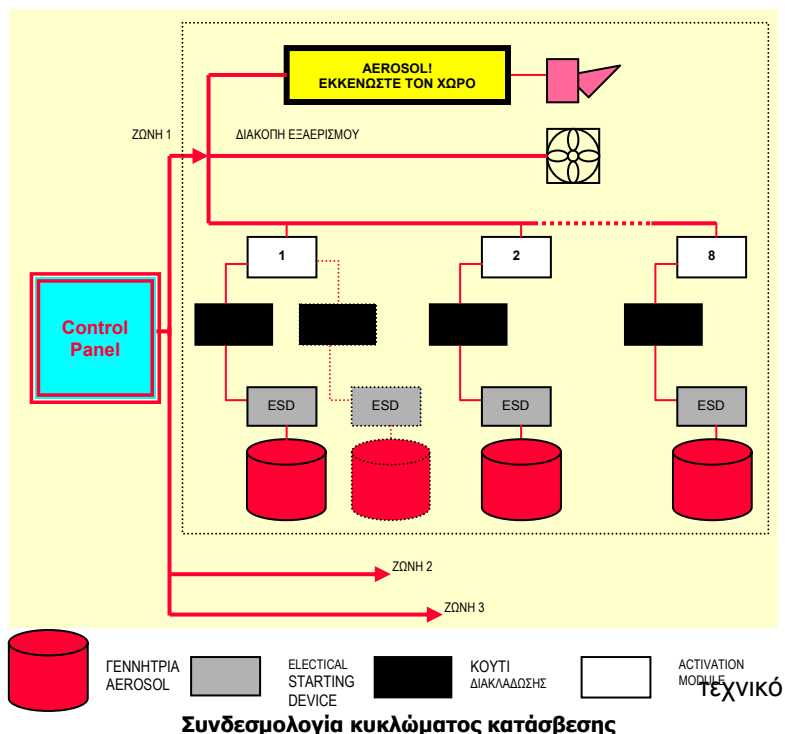 AEROSOL!
ΕΚΚΕΝΩΣΤΕ ΤΟΝ ΧΩΡΟ
ΖΩΝΗ 1
ΔΙΑΚΟΠΗ ΕΞΑΕΡΙΣΜΟΥ
1
2
8
Control
Panel
ESD
ESD
ESD
ESD
ΖΩΝΗ 2
ΖΩΝΗ 3
ΓΕΝΝΗΤΡΙΑ
AEROSOL
ELECTICAL
STARTING
DEVICE
ΚΟΥΤΙ
ΔΙΑΚΛΑΔΩΣΗΣ
ACTIVATION
MODULE
τεχνικό
Συνδεσμολογία κυκλώματος κατάσβεσης